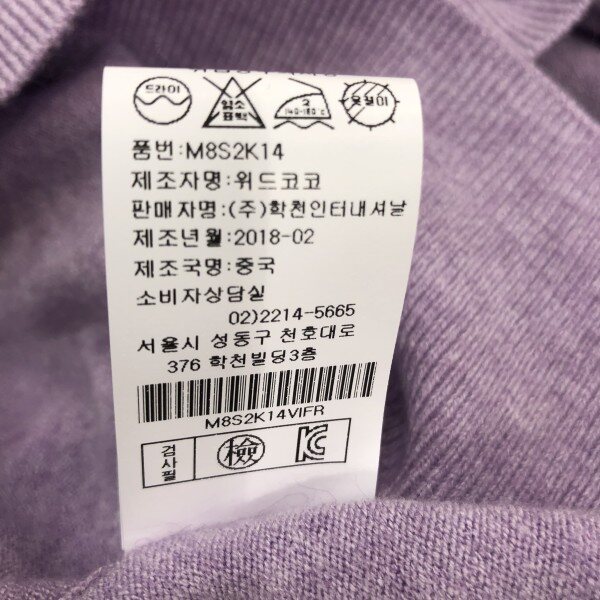 드라이
염소
표백
2
140-160℃
옷걸이
품번:M8S2K14
제조자명:위드코코
판매자명:(주)학천인터내셔날
제조년월:2018-02
제조국명:중국
소비자상담실
02)2214-5665
서울시 성동구 천호대로
376 학천빌딩3층
M8S2K14VIFR
검사필
檢
KC